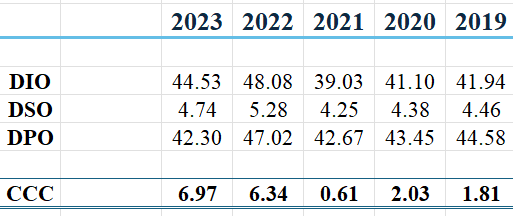 2023 2022 2021 2020 2019
DIO 44.53 48.08 39.03 41.10 41.94
DSO 4.74 5.28 4.25 4.38 4.46
DPO 42.30 47.02 42.67 43.45 44.58
CCC 6.97 6.34 0.61 2.03 1.81